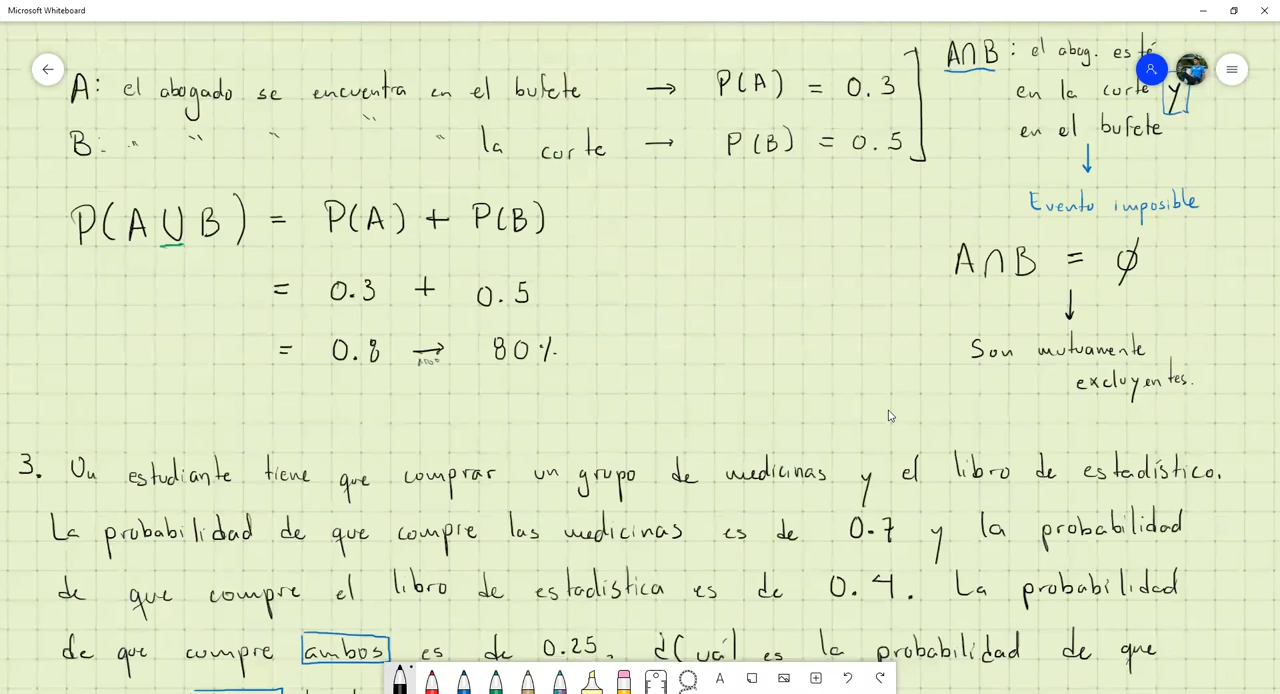 Microsoft Whiteboard
A: el abogado se encuentra en el bufete → P(A) = 0.3
B: " " " " " la corte → P(B) = 0.5
A∩B : el abog. esté
en la corte y
en el bufete
↓
Evento imposible
A∩B = ∅
↓
Son mutuamente
excluyentes.
P(A ∪ B) = P(A) + P(B)
= 0.3 + 0.5
= 0.8 → 80%
3. Un estudiante tiene que comprar un grupo de medicinas y el libro de estadístico.
La probabilidad de que compre las medicinas es de 0.7 y la probabilidad
de que compre el libro de estadística es de 0.4. La probabilidad
de que compre ambos es de 0.25. ¿Cuál es la probabilidad de que